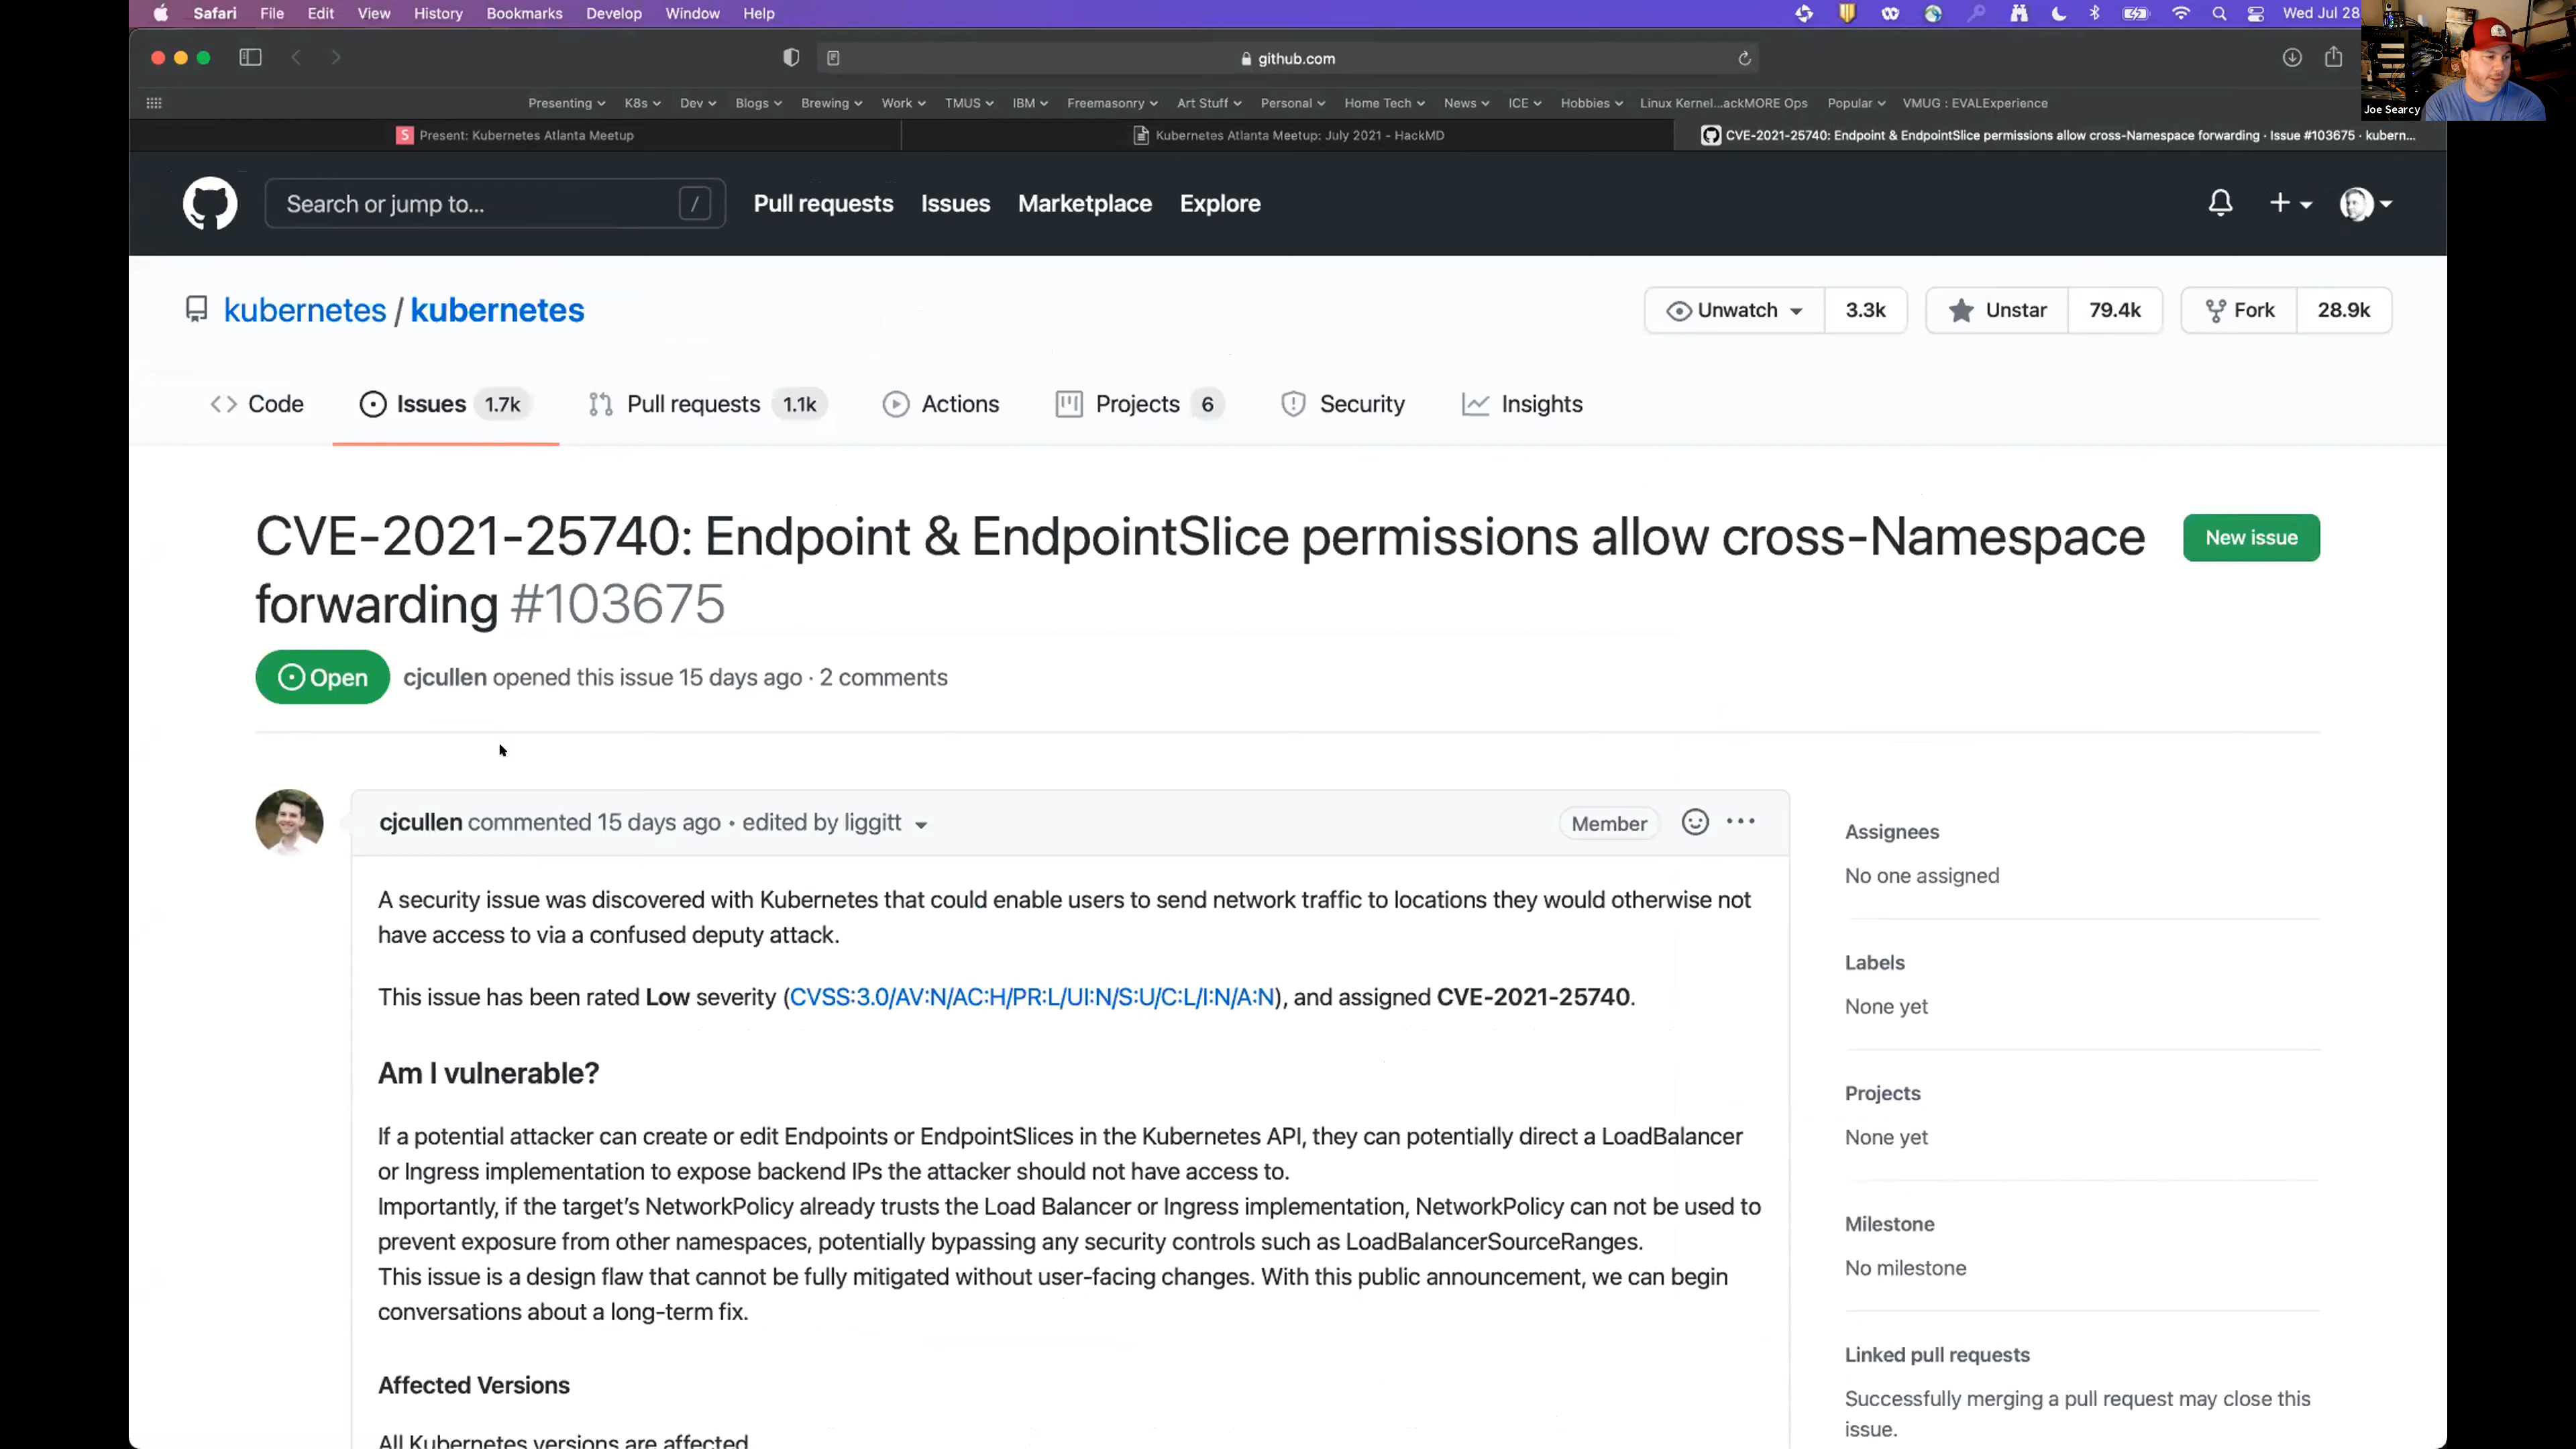 Safari File Edit View History Bookmarks Develop Window Help Wed Jul 28
github.com
Presenting K8s Dev Blogs Brewing Work TMUS IBM Freemasonry Art Stuff Personal Home Tech News ICE Hobbies Linux Kernel...ackMORE Ops Popular VMUG : EVALExperience
Joe Searcy
S Present: Kubernetes Atlanta Meetup Kubernetes Atlanta Meetup: July 2021 - HackMD CVE-2021-25740: Endpoint & EndpointSlice permissions allow cross-Namespace forwarding · Issue #103675 · kubern...
Search or jump to... / Pull requests Issues Marketplace Explore
kubernetes / kubernetes Unwatch 3.3k Unstar 79.4k Fork 28.9k
Code Issues 1.7k Pull requests 1.1k Actions Projects 6 Security Insights
CVE-2021-25740: Endpoint & EndpointSlice permissions allow cross-Namespace
forwarding #103675
New issue
Open cjcullen opened this issue 15 days ago · 2 comments
cjcullen commented 15 days ago • edited by liggitt Member
A security issue was discovered with Kubernetes that could enable users to send network traffic to locations they would otherwise not
have access to via a confused deputy attack.
This issue has been rated Low severity (CVSS:3.0/AV:N/AC:H/PR:L/UI:N/S:U/C:L/I:N/A:N), and assigned CVE-2021-25740.
Am I vulnerable?
If a potential attacker can create or edit Endpoints or EndpointSlices in the Kubernetes API, they can potentially direct a LoadBalancer
or Ingress implementation to expose backend IPs the attacker should not have access to.
Importantly, if the target's NetworkPolicy already trusts the Load Balancer or Ingress implementation, NetworkPolicy can not be used to
prevent exposure from other namespaces, potentially bypassing any security controls such as LoadBalancerSourceRanges.
This issue is a design flaw that cannot be fully mitigated without user-facing changes. With this public announcement, we can begin
conversations about a long-term fix.
Affected Versions
All Kubernetes versions are affected
Assignees
No one assigned
Labels
None yet
Projects
None yet
Milestone
No milestone
Linked pull requests
Successfully merging a pull request may close this
issue.